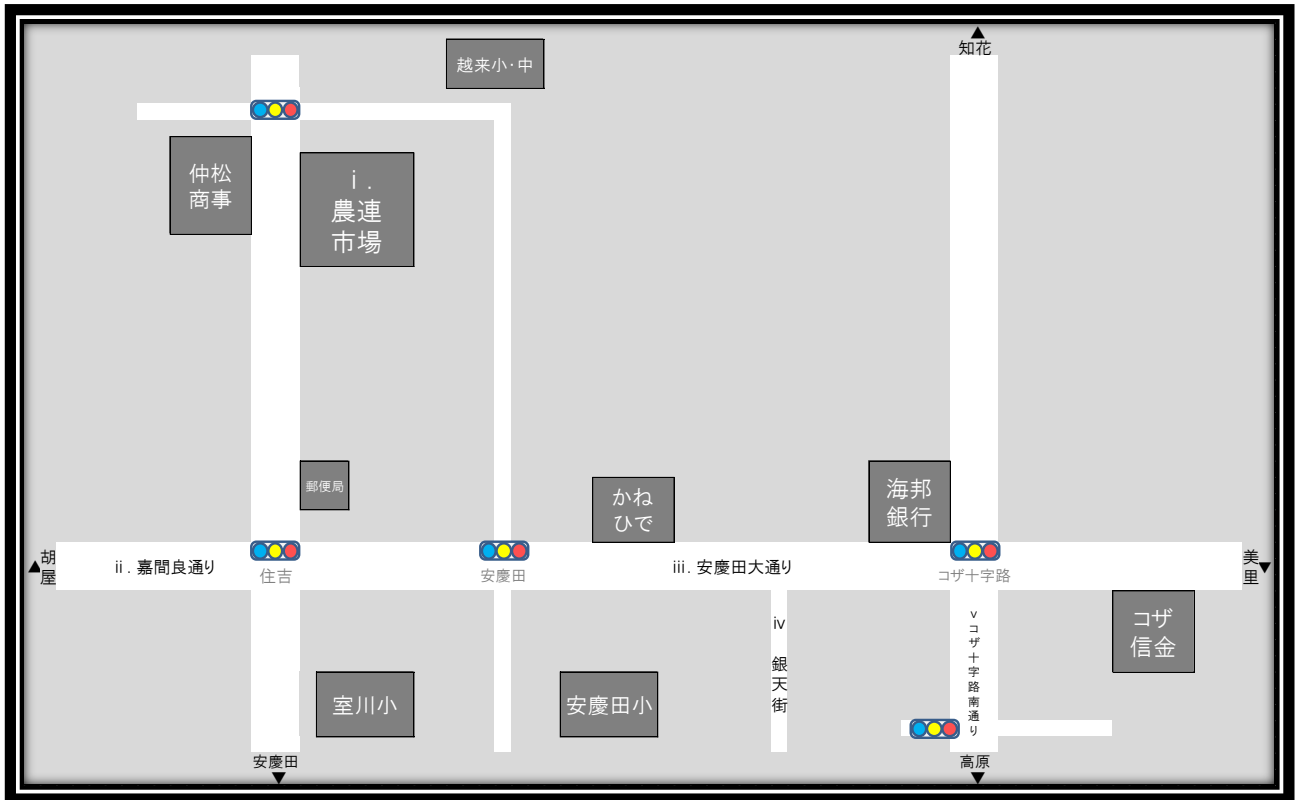 知花
越来小・中
仲松
商事
ⅰ.
農連
市場
郵便局
かね
ひで
海邦
銀行
胡
屋
ⅱ. 嘉間良通り
住吉
安慶田
ⅲ. 安慶田大通り
コザ十字路
美
里
ⅳ 銀天街
ⅴコザ十字路南通り
コザ
信金
室川小
安慶田小
安慶田
高原